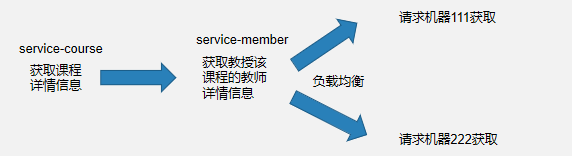 service-course
获取课程
详情信息
service-member
获取教授该
课程的教师
详情信息
负载均衡
请求机器111获取
请求机器222获取